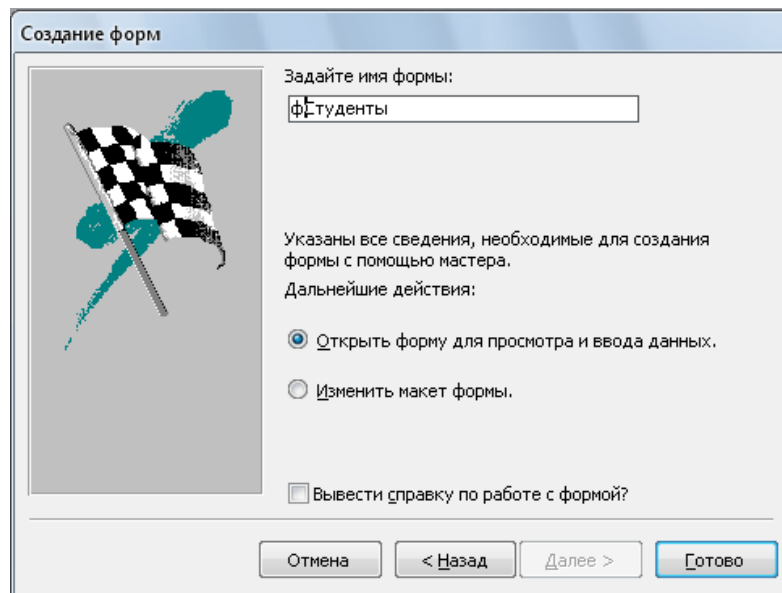 Создание форм
Задайте имя формы:
фСтуденты
Указаны все сведения, необходимые для создания
формы с помощью мастера.
Дальнейшие действия:
Открыть форму для просмотра и ввода данных.
Изменить макет формы.
Вывести справку по работе с формой?
Отмена
< Назад
Далее >
Готово